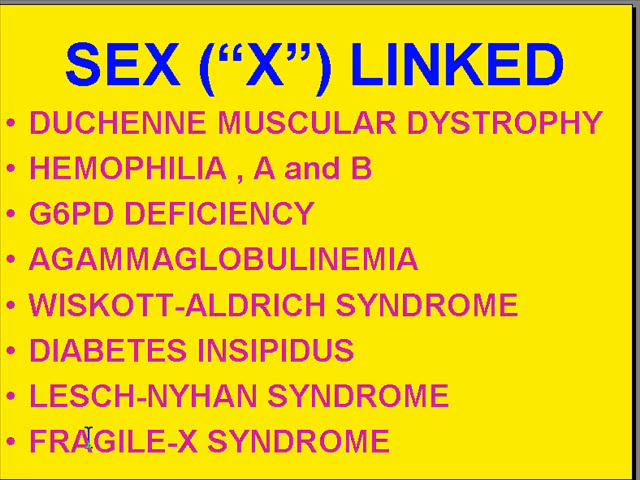 SEX (“X”) LINKED
• DUCHENNE MUSCULAR DYSTROPHY
• HEMOPHILIA , A and B
• G6PD DEFICIENCY
• AGAMMAGLOBULINEMIA
• WISKOTT-ALDRICH SYNDROME
• DIABETES INSIPIDUS
• LESCH-NYHAN SYNDROME
• FRAGILE-X SYNDROME